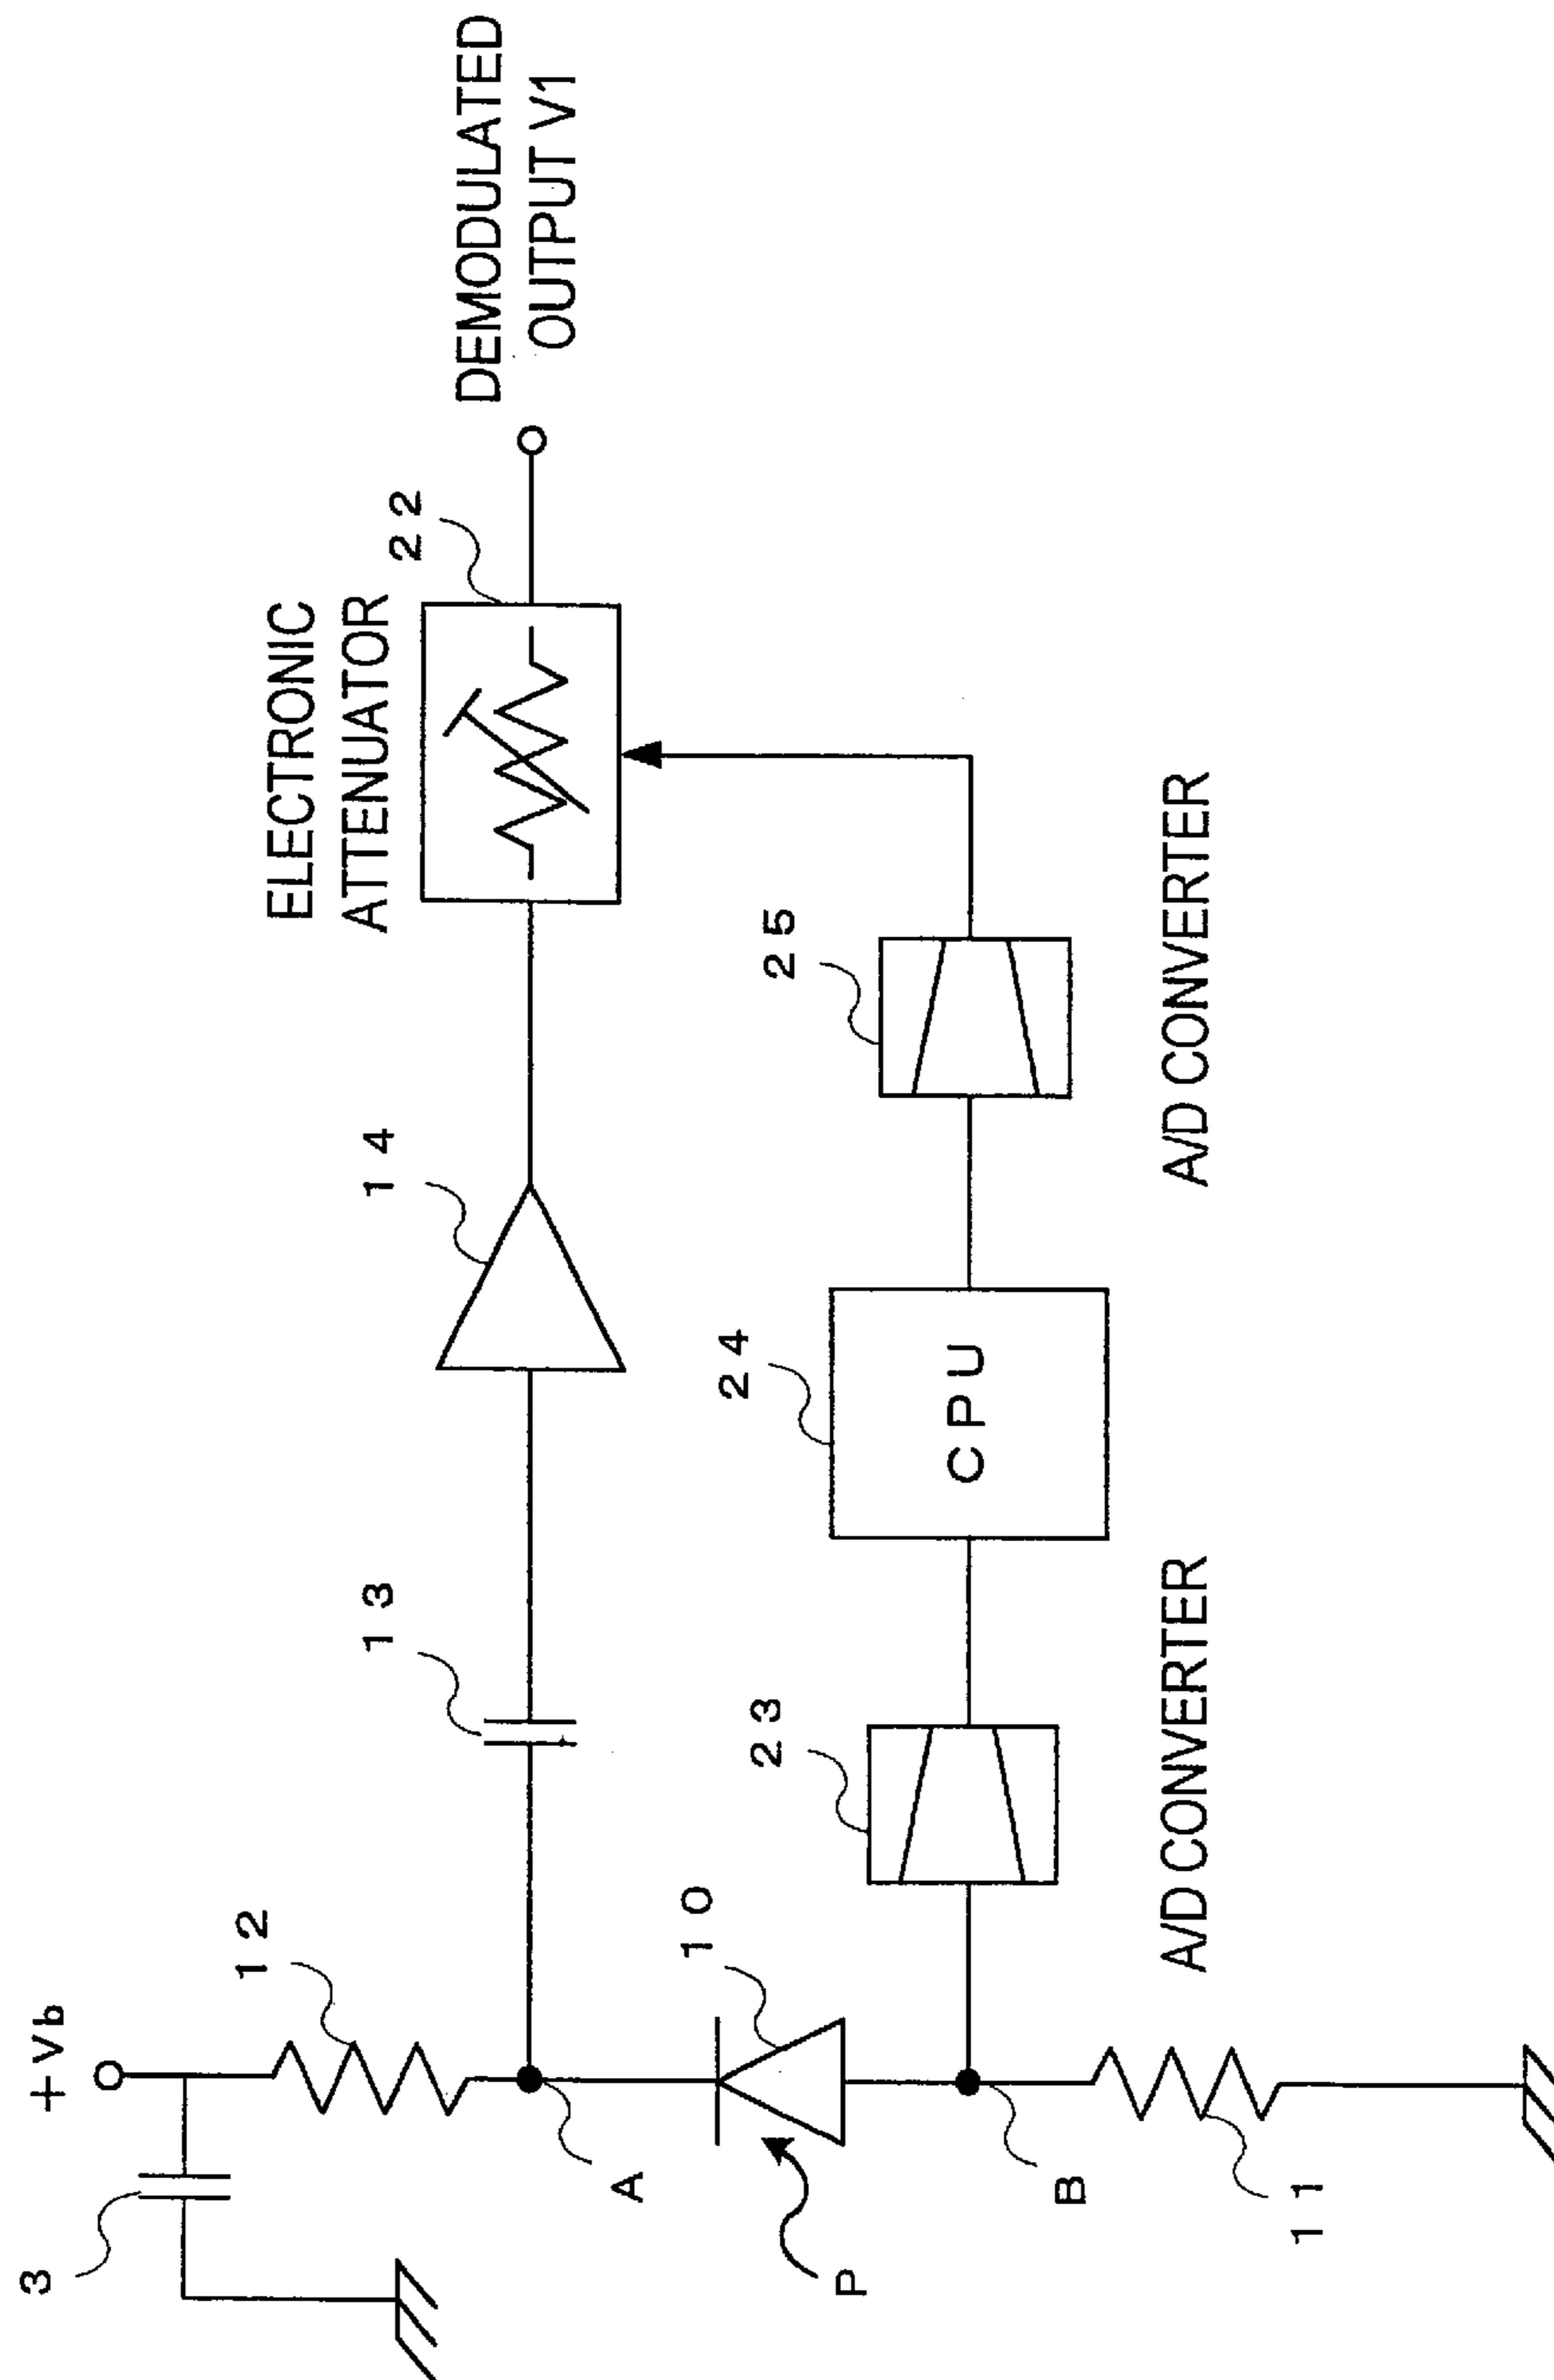 +Vb
3
12
A
13
14
ELECTRONIC
ATTENUATOR
22
DEMODULATED
OUTPUT V1
P
10
B
23
24
CPU
25
11
A/D CONVERTER
A/D CONVERTER